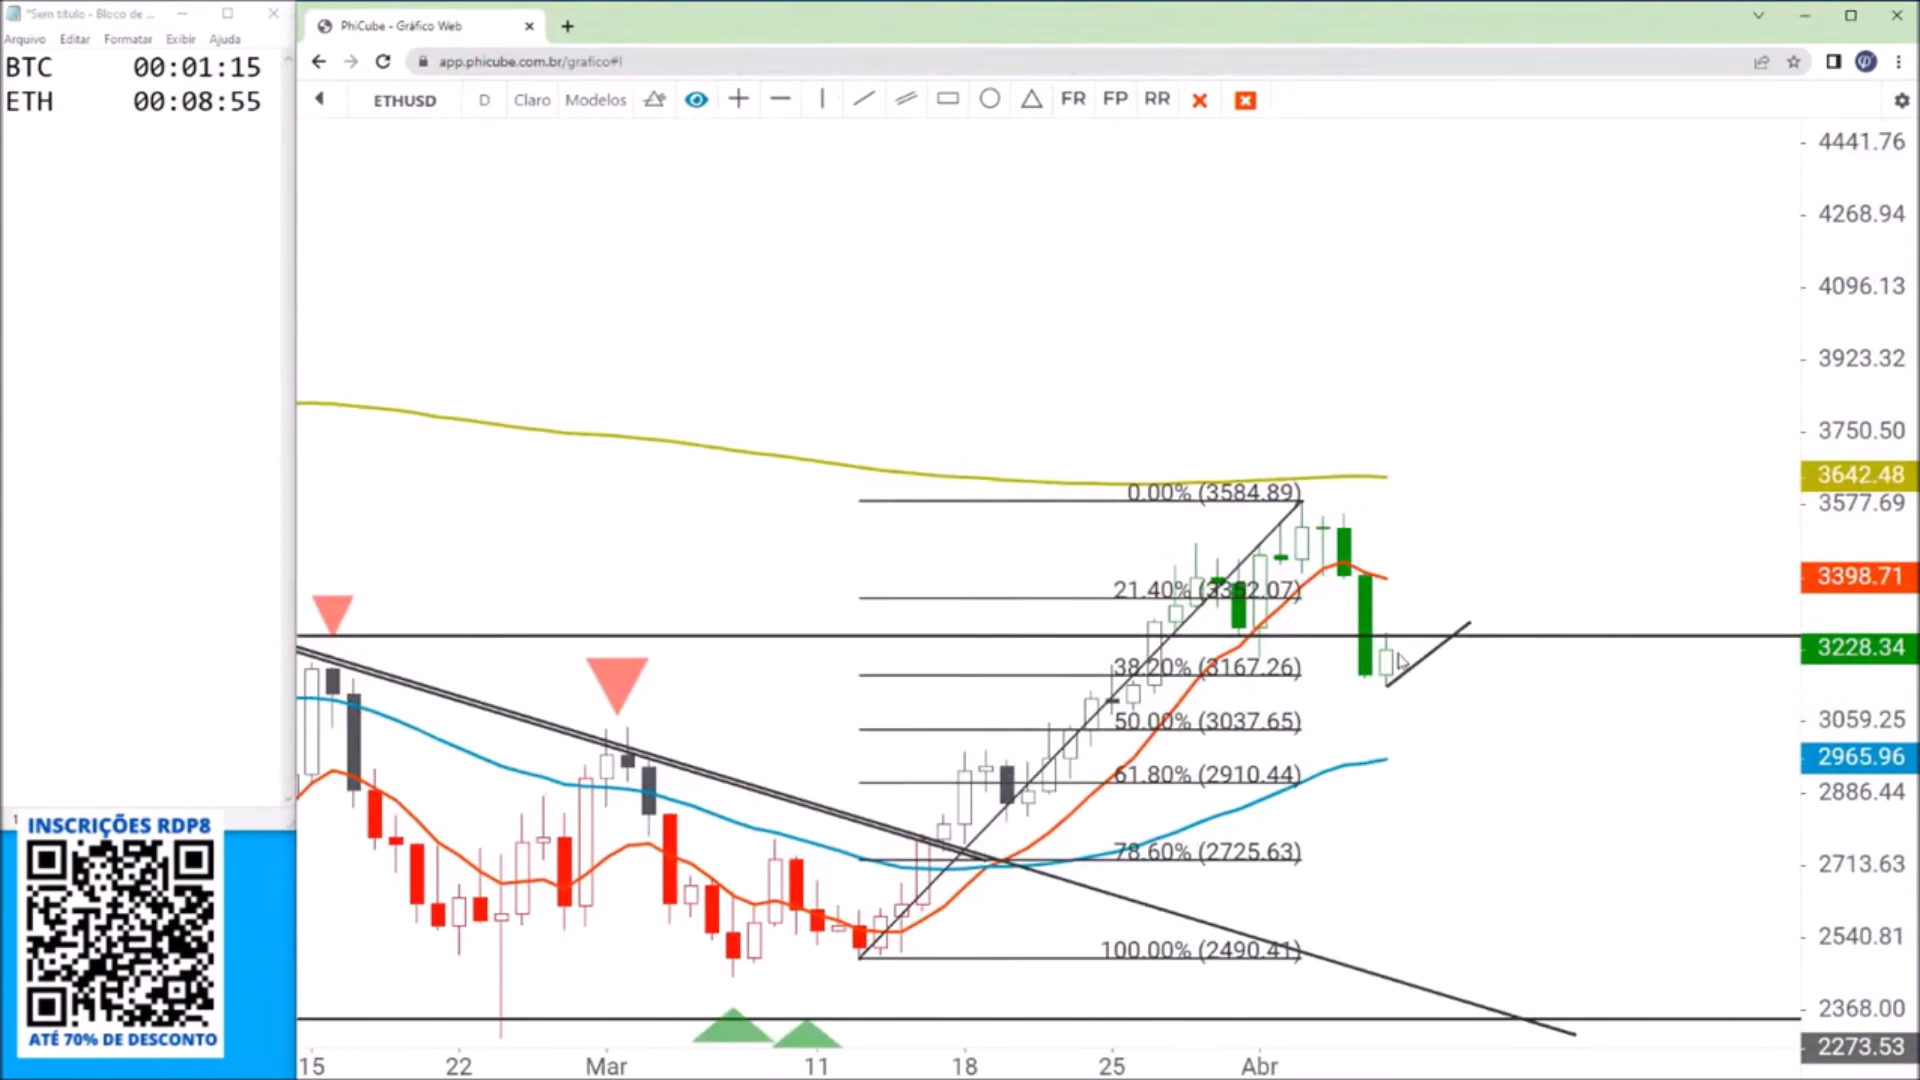 *Sem título - Bloco de ...
Arquivo Editar Formatar Exibir Ajuda
BTC 00:01:15
ETH 00:08:55
INSCRIÇÕES RDP8
ATÉ 70% DE DESCONTO
PhiCube - Gráfico Web
app.phicube.com.br/grafico#!
ETHUSD D Claro Modelos FR FP RR
4441.76
4268.94
4096.13
3923.32
3750.50
3642.48
3577.69
3398.71
3228.34
3059.25
2965.96
2886.44
2713.63
2540.81
2368.00
2273.53
0.00% (3584.89)
21.40% (3352.07)
38.20% (3167.26)
50.00% (3037.65)
61.80% (2910.44)
78.60% (2725.63)
100.00% (2490.41)
15 22 Mar 11 18 25 Abr